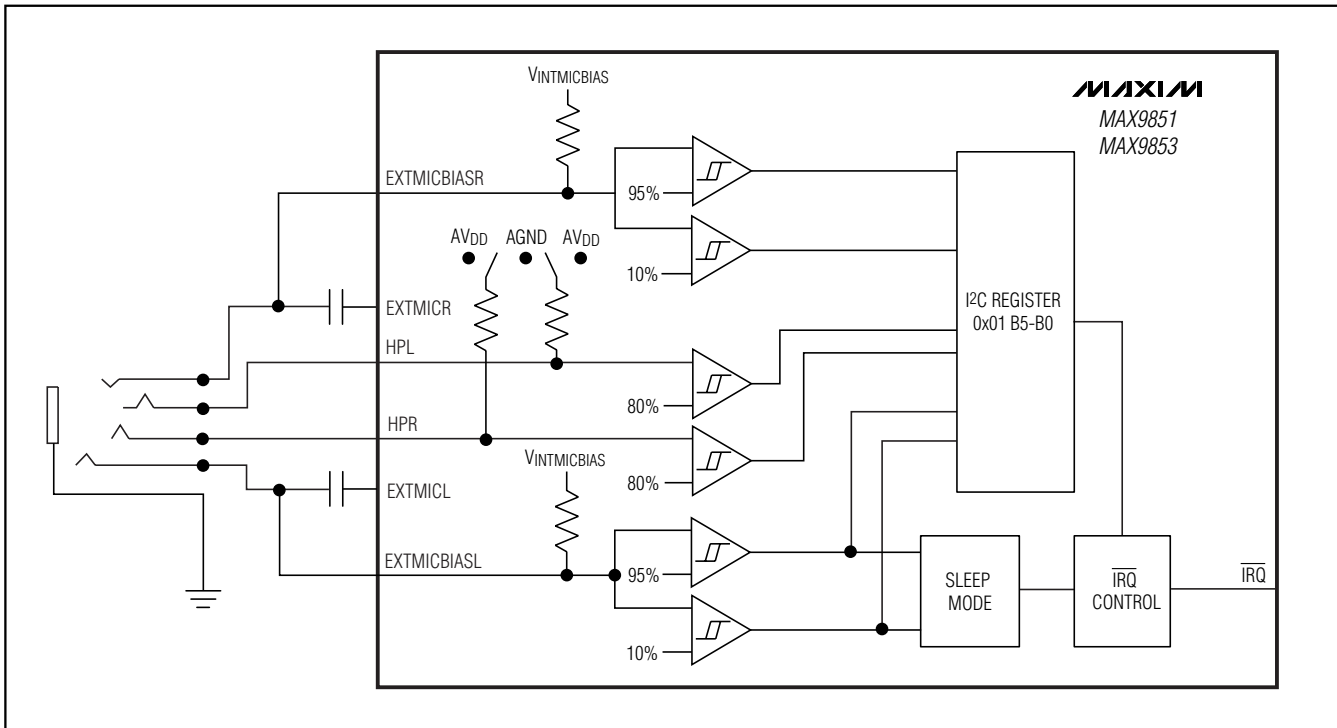 VINTMICBIAS
MAXIM
MAX9851
MAX9853
EXTMICBIASR
95%
AVDD AGND AVDD
10%
I2C REGISTER
0x01 B5-B0
EXTMICR
HPL
80%
HPR
VINTMICBIAS
80%
EXTMICL
EXTMICBIASL
95%
SLEEP
MODE
IRQ
CONTROL
IRQ
10%